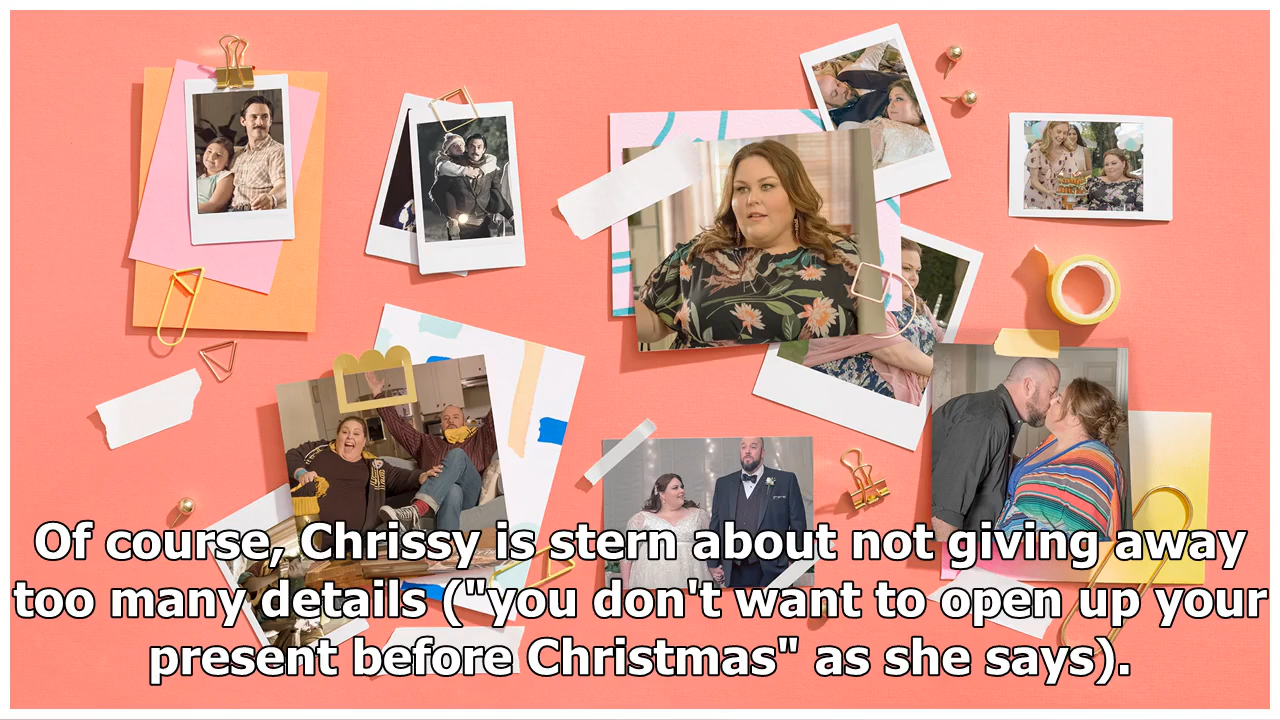 Of course, Chrissy is stern about not giving away
too many details ("you don't want to open up your
present before Christmas" as she says).